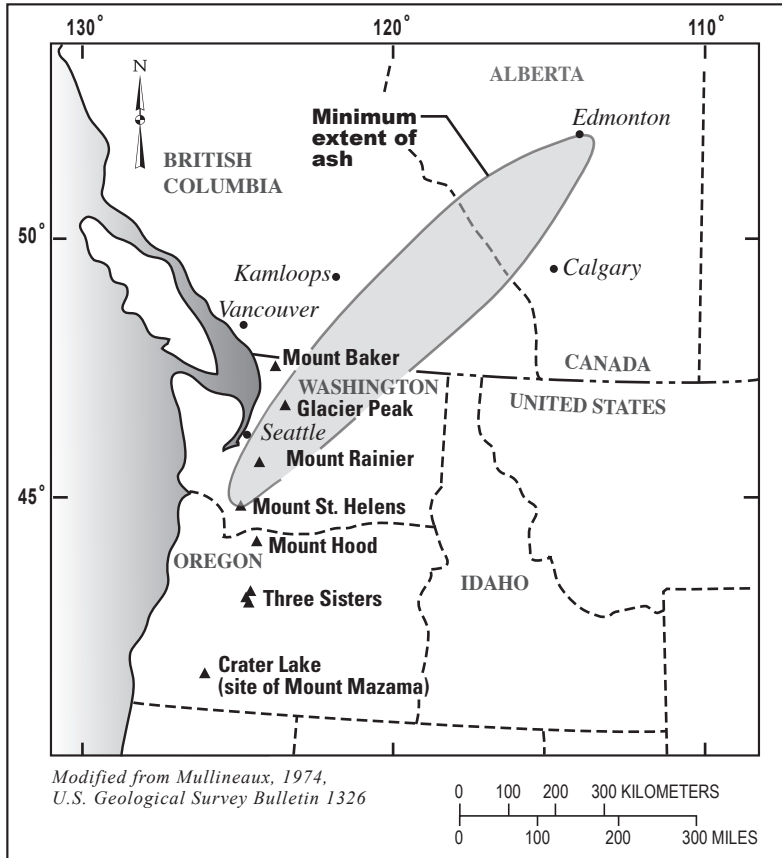 130˚ 120˚ 110˚
N
ALBERTA
Minimum
extent of
ash
Edmonton
BRITISH
COLUMBIA
50˚
Kamloops
Calgary
Vancouver
Mount Baker
CANADA
WASHINGTON
UNITED STATES
Glacier Peak
Seattle
Mount Rainier
45˚
Mount St. Helens
Mount Hood
OREGON
IDAHO
Three Sisters
Crater Lake
(site of Mount Mazama)
Modified from Mullineaux, 1974,
U.S. Geological Survey Bulletin 1326
0 100 200 300 KILOMETERS
0 100 200 300 MILES